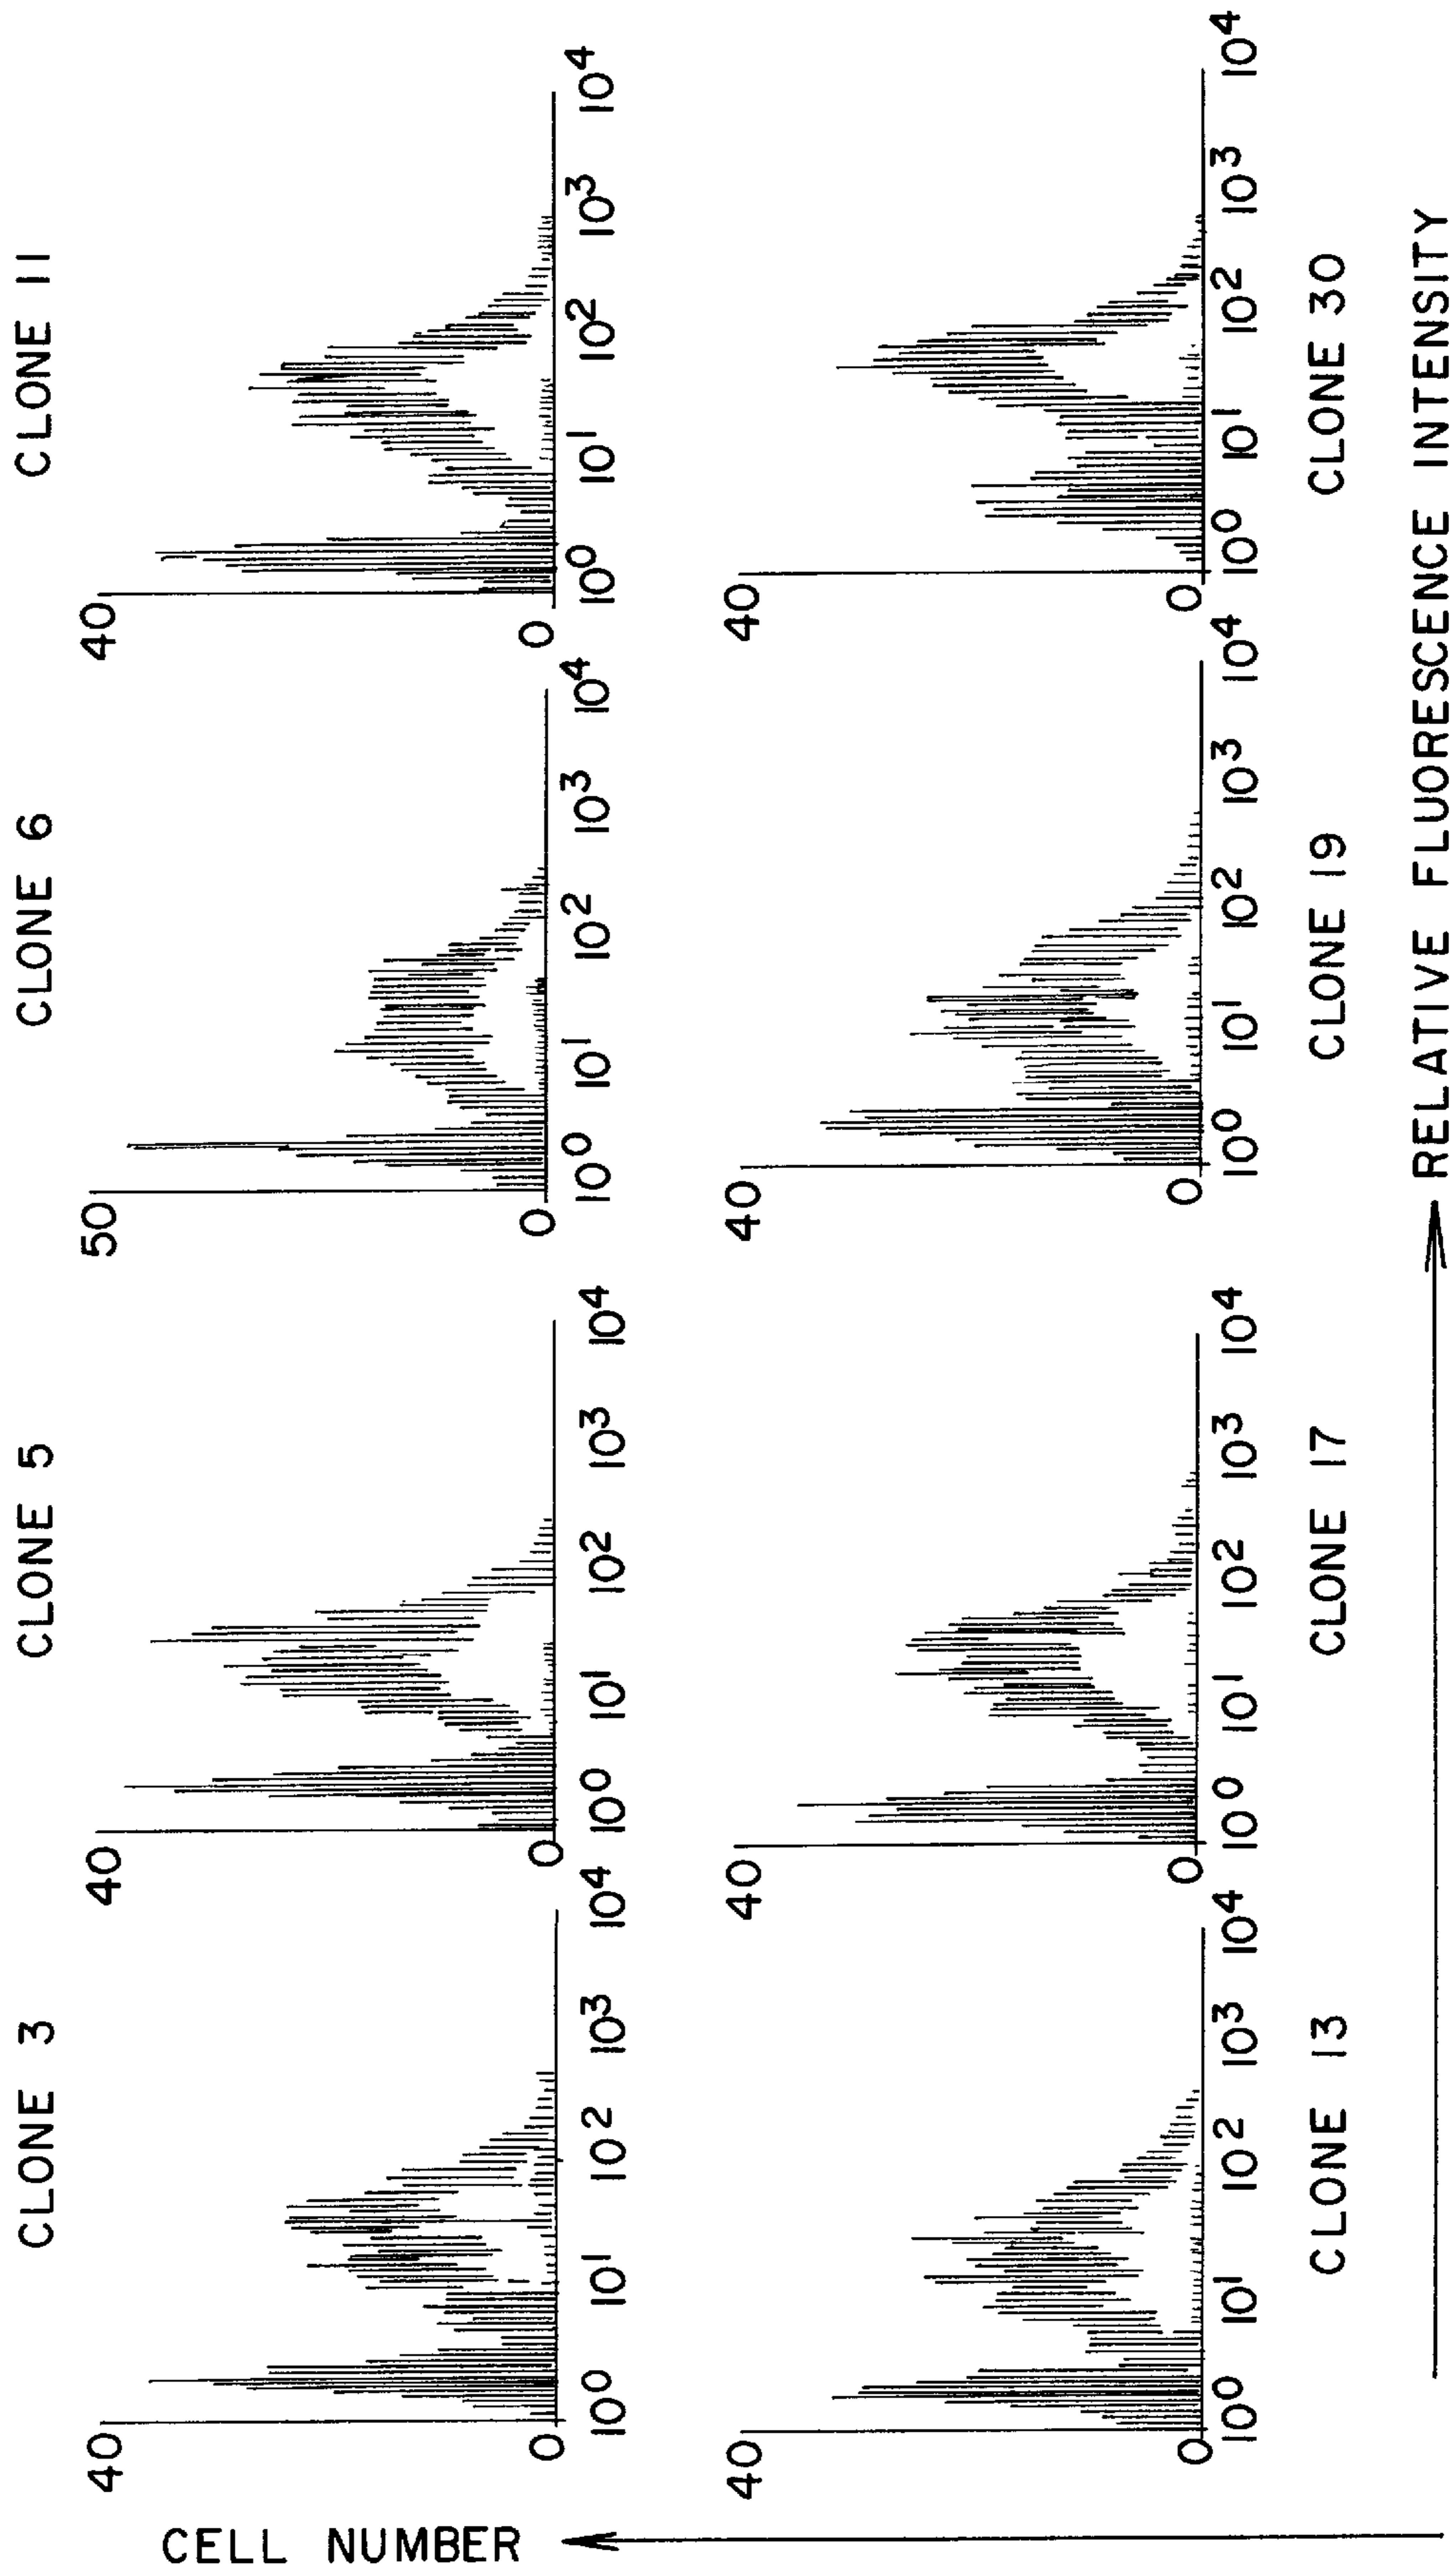 CLONE 3
CLONE 5
CLONE 6
CLONE 11
40
0
10⁰ 10¹ 10² 10³ 10⁴
40
0
10⁰ 10¹ 10² 10³ 10⁴
50
0
10⁰ 10¹ 10² 10³ 10⁴
40
0
10⁰ 10¹ 10² 10³ 10⁴
CELL NUMBER
40
0
10⁰ 10¹ 10² 10³ 10⁴
40
0
10⁰ 10¹ 10² 10³ 10⁴
40
0
10⁰ 10¹ 10² 10³ 10⁴
40
0
10⁰ 10¹ 10² 10³ 10⁴
CLONE 13
CLONE 17
CLONE 19
CLONE 30
RELATIVE FLUORESCENCE INTENSITY